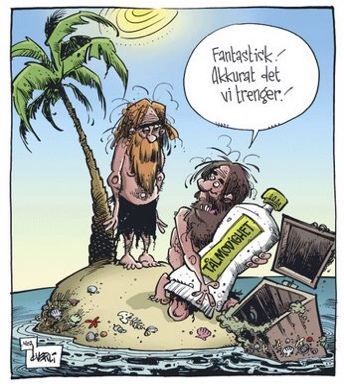 Fantastisk!
Akkurat det
vi trenger!
TÅLMODIGHET